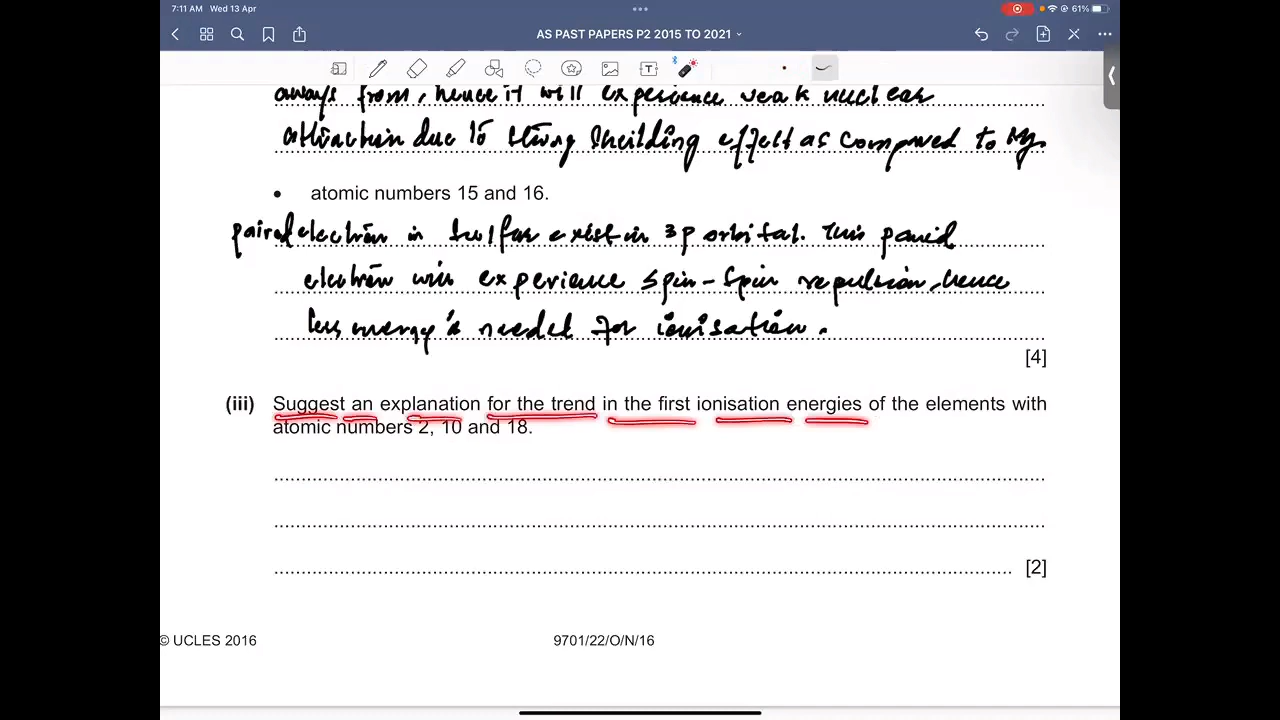 7:11 AM Wed 13 Apr
61%
AS PAST PAPERS P2 2015 TO 2021
aways from, hence it will experience weak nuclear
attraction due to strong sheilding effect as compared to Mg.
• atomic numbers 15 and 16.
paired electron in sulfur exist in 3p orbital. This paired
electron will experience spin-spin repulsion, hence
less energy is needed for ionisation.
[4]
(iii) Suggest an explanation for the trend in the first ionisation energies of the elements with
atomic numbers 2, 10 and 18.
[2]
© UCLES 2016
9701/22/O/N/16